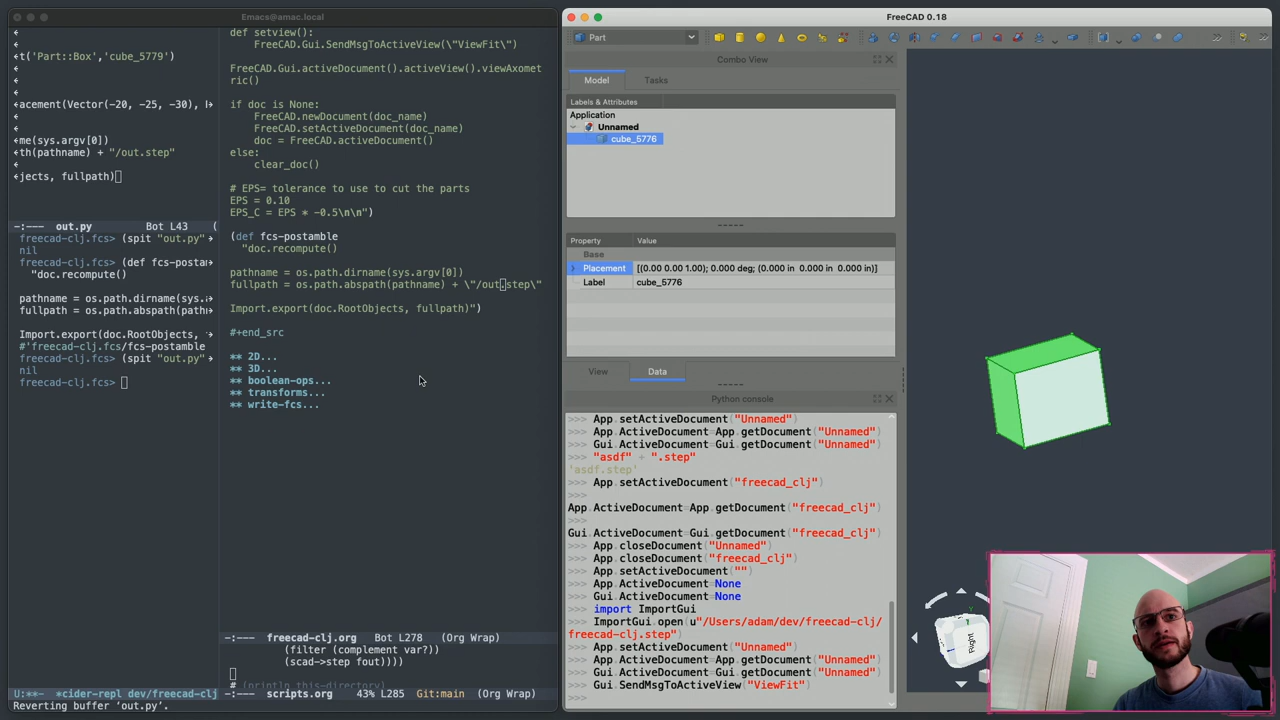 Emacs@amac.local
t('Part::Box','cube_5779')
acement(Vector(-20, -25, -30),
me(sys.argv[0])
th(pathname) + "/out.step"
jects, fullpath)
-:--- out.py Bot L43 (
freecad-clj.fcs> (spit "out.py"
nil
freecad-clj.fcs> (def fcs-postam
"doc.recompute()
pathname = os.path.dirname(sys.
fullpath = os.path.abspath(pathn
Import.export(doc.RootObjects,
#'freecad-clj.fcs/fcs-postamble
freecad-clj.fcs> (spit "out.py"
nil
freecad-clj.fcs>
U:**- *cider-repl dev/freecad-clj
Reverting buffer ‘out.py’.
def setview():
FreeCAD.Gui.SendMsgToActiveView(\"ViewFit\")
FreeCAD.Gui.activeDocument().activeView().viewAxomet
ric()
if doc is None:
FreeCAD.newDocument(doc_name)
FreeCAD.setActiveDocument(doc_name)
doc = FreeCAD.activeDocument()
else:
clear_doc()
# EPS= tolerance to use to cut the parts
EPS = 0.10
EPS_C = EPS * -0.5\n\n")
(def fcs-postamble
"doc.recompute()
pathname = os.path.dirname(sys.argv[0])
fullpath = os.path.abspath(pathname) + \"/out.step\"
Import.export(doc.RootObjects, fullpath)")
#+end_src
** 2D...
** 3D...
** boolean-ops...
** transforms...
** write-fcs...
-:--- freecad-clj.org Bot L278 (Org Wrap)
(filter (complement var?))
(scad->step fout))))
# (println this-directory)
-:--- scripts.org 43% L285 Git:main (Org Wrap)
FreeCAD 0.18
Part
Combo View
Model Tasks
Labels & Attributes
Application
Unnamed
cube_5776
Property Value
Base
Placement [(0.00 0.00 1.00); 0.000 deg; (0.000 in 0.000 in 0.000 in)]
Label cube_5776
View Data
Python console
>>> App.setActiveDocument("Unnamed")
>>> App.ActiveDocument=App.getDocument("Unnamed")
>>> Gui.ActiveDocument=Gui.getDocument("Unnamed")
>>> "asdf" + ".step"
'asdf.step'
>>> App.setActiveDocument("freecad_clj")
>>>
App.ActiveDocument=App.getDocument("freecad_clj")
>>>
Gui.ActiveDocument=Gui.getDocument("freecad_clj")
>>> App.closeDocument("Unnamed")
>>> App.closeDocument("freecad_clj")
>>> App.setActiveDocument("")
>>> App.ActiveDocument=None
>>> Gui.ActiveDocument=None
>>> import ImportGui
>>> ImportGui.open(u"/Users/adam/dev/freecad-clj/
freecad-clj.step")
>>> App.setActiveDocument("Unnamed")
>>> App.ActiveDocument=App.getDocument("Unnamed")
>>> Gui.ActiveDocument=Gui.getDocument("Unnamed")
>>> Gui.SendMsgToActiveView("ViewFit")
>>>
Right